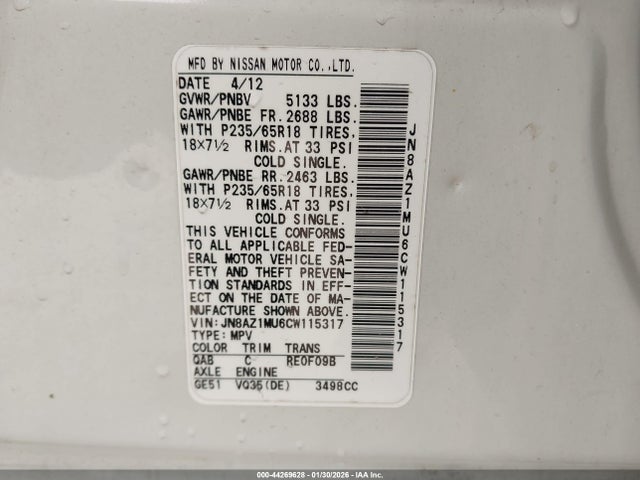 MFD BY NISSAN MOTOR CO.,LTD.
DATE 4/12
GVWR/PNBV 5133 LBS.
GAWR/PNBE FR. 2688 LBS.
WITH P235/65R18 TIRES,
18×7½ RIMS.AT 33 PSI
COLD SINGLE.
GAWR/PNBE RR. 2463 LBS.
WITH P235/65R18 TIRES,
18×7½ RIMS.AT 33 PSI
COLD SINGLE.
THIS VEHICLE CONFORMS
TO ALL APPLICABLE FED-
ERAL MOTOR VEHICLE SA-
FETY AND THEFT PREVEN-
TION STANDARDS IN EFF-
ECT ON THE DATE OF MA-
NUFACTURE SHOWN ABOVE.
VIN: JN8AZ1MU6CW115317
TYPE: MPV
COLOR TRIM TRANS
QAB C RE0F09B
AXLE ENGINE
GE51 VQ35(DE) 3498CC
JN8AZ1MU6CW115317
000-44269628 - 01/30/2026 - IAA Inc.